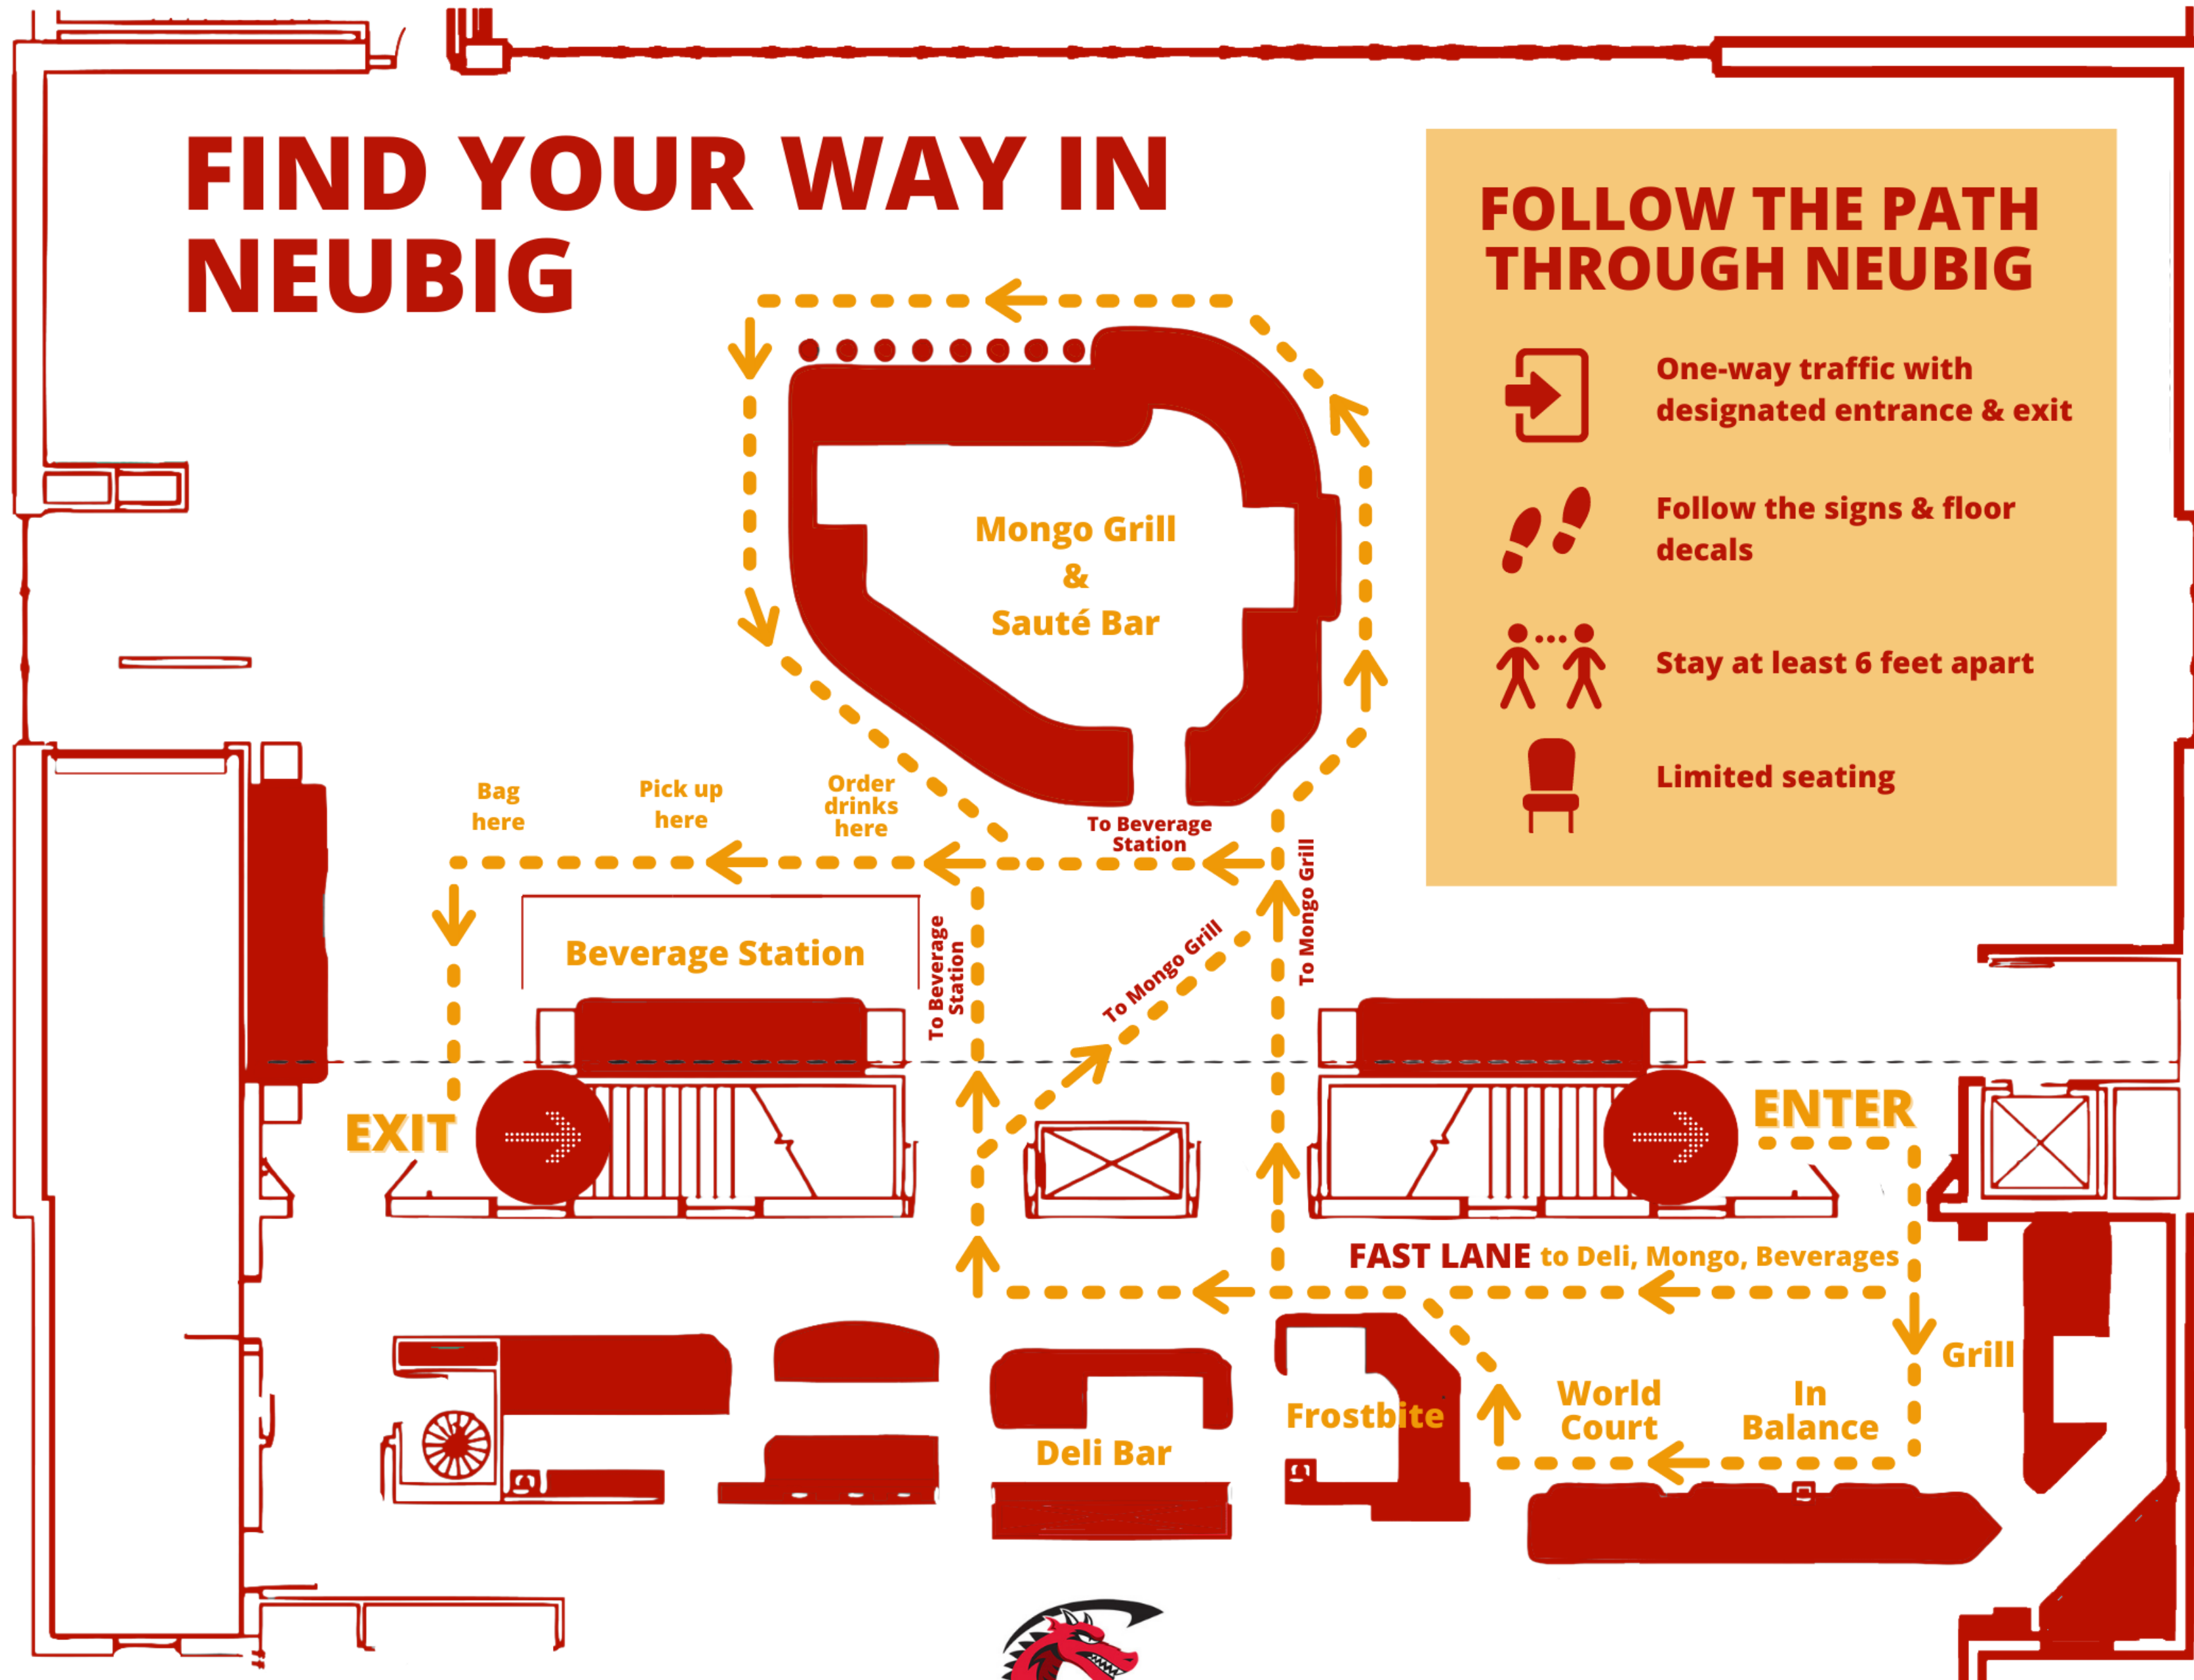 FIND YOUR WAY IN
NEUBIG
FOLLOW THE PATH
THROUGH NEUBIG
One-way traffic with
designated entrance & exit
Follow the signs & floor
decals
Stay at least 6 feet apart
Limited seating
Mongo Grill
&
Sauté Bar
Bag
here
Pick up
here
Order
drinks
here
To Beverage
Station
To Mongo Grill
Beverage Station
To Beverage
Station
To Mongo Grill
EXIT
ENTER
FAST LANE to Deli, Mongo, Beverages
Grill
World
Court
In
Balance
Frostbite
Deli Bar